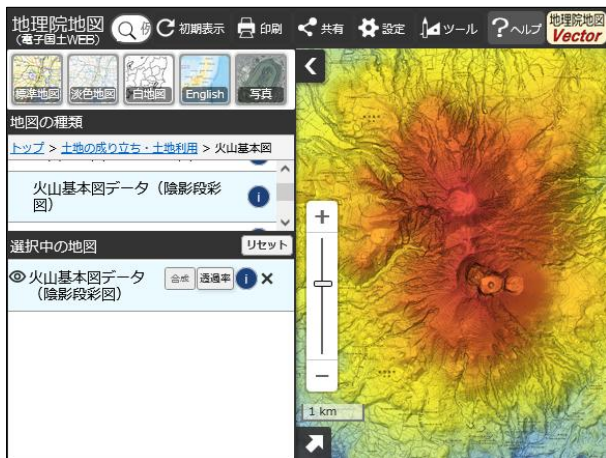 地理院地図
(電子国土WEB)
例
初期表示
印刷
共有
設定
ツール
ヘルプ
地理院地図
Vector
標準地図
淡色地図
白地図
English
写真
地図の種類
トップ > 土地の成り立ち・土地利用 > 火山基本図
火山基本図データ（陰影段彩
図）
i
選択中の地図
リセット
火山基本図データ
（陰影段彩図）
合成
透過率
i
1 km